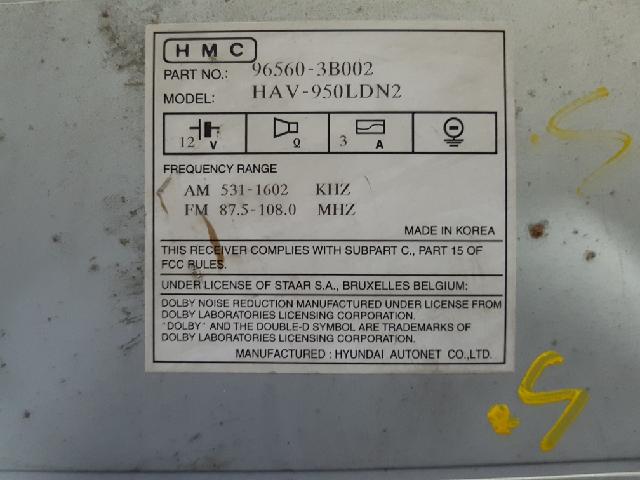 HMC
PART NO.: 96560-3B002
MODEL: HAV-950LDN2
12 V Ω 3 A
FREQUENCY RANGE
AM 531-1602 KHZ
FM 87.5-108.0 MHZ
MADE IN KOREA
THIS RECEIVER COMPLIES WITH SUBPART C., PART 15 OF
FCC RULES.
UNDER LICENSE OF STAAR S.A., BRUXELLES BELGIUM:
DOLBY NOISE REDUCTION MANUFACTURED UNDER LICENSE FROM
DOLBY LABORATORIES LICENSING CORPORATION.
"DOLBY" AND THE DOUBLE-D SYMBOL ARE TRADEMARKS OF
DOLBY LABORATORIES LICENSING CORPORATION.
MANUFACTURED : HYUNDAI AUTONET CO.,LTD.